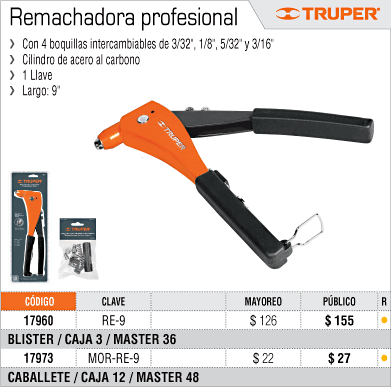 Remachadora profesional
TRUPER®
Con 4 boquillas intercambiables de 3/32", 1/8", 5/32" y 3/16"
Cilindro de acero al carbono
1 Llave
Largo: 9"
TRUPER
TRUPER
TRUPER
CÓDIGO CLAVE MAYOREO PÚBLICO R
17960 RE-9 $ 126 $ 155
BLISTER / CAJA 3 / MASTER 36
17973 MOR-RE-9 $ 22 $ 27
CABALLETE / CAJA 12 / MASTER 48